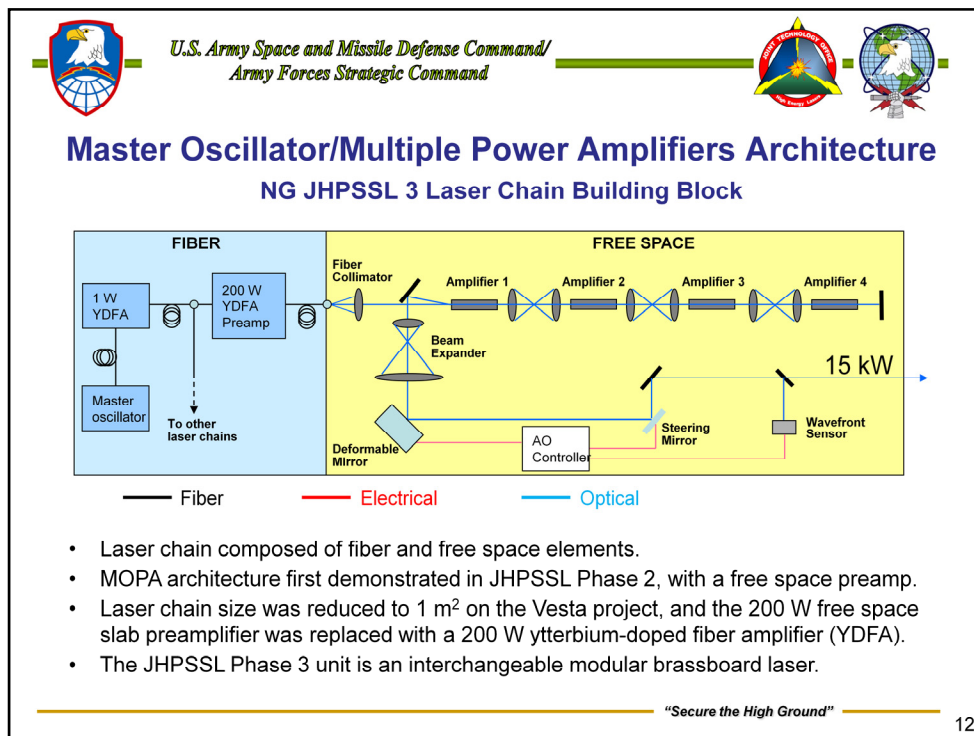 U.S. Army Space and Missile Defense Command/
Army Forces Strategic Command
JOINT TECHNOLOGY OFFICE
High Energy Lasers
Master Oscillator/Multiple Power Amplifiers Architecture
NG JHPSSL 3 Laser Chain Building Block
FIBER
FREE SPACE
Fiber
Collimator
Amplifier 1
Amplifier 2
Amplifier 3
Amplifier 4
1 W
YDFA
200 W
YDFA
Preamp
Beam
Expander
15 kW
Master
oscillator
To other
laser chains
Deformable
Mirror
AO
Controller
Steering
Mirror
Wavefront
Sensor
Fiber
Electrical
Optical
• Laser chain composed of fiber and free space elements.
• MOPA architecture first demonstrated in JHPSSL Phase 2, with a free space preamp.
• Laser chain size was reduced to 1 m² on the Vesta project, and the 200 W free space
slab preamplifier was replaced with a 200 W ytterbium-doped fiber amplifier (YDFA).
• The JHPSSL Phase 3 unit is an interchangeable modular brassboard laser.
“Secure the High Ground”
12